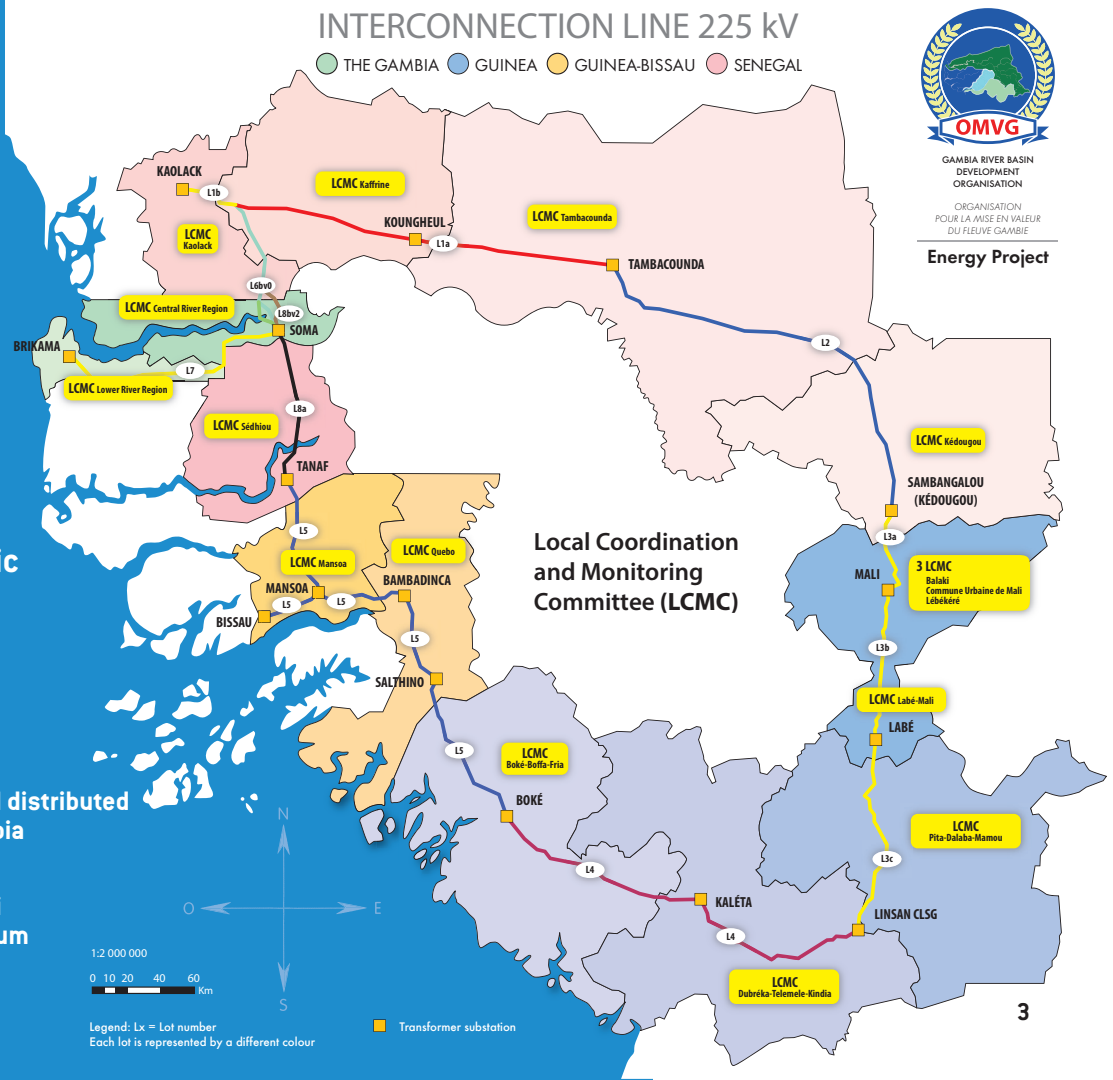 INTERCONNECTION LINE 225 kV
THE GAMBIA
GUINEA
GUINEA-BISSAU
SENEGAL
OMVG
GAMBIA RIVER BASIN
DEVELOPMENT
ORGANISATION
ORGANISATION
POUR LA MISE EN VALEUR
DU FLEUVE GAMBIE
Energy Project
KAOLACK
L1b
LCMC Kaffrine
LCMC
Kaolack
KOUNGHEUL
L1a
LCMC Tambacounda
TAMBACOUNDA
L6bv0
LCMC Central River Region
L8bv2
SOMA
BRIKAMA
L7
LCMC Lower River Region
L2
L8a
LCMC Sédhiou
LCMC Kédougou
TANAF
SAMBANGALOU
(KÉDOUGOU)
L5
L3a
LCMC Mansoa
LCMC Quebo
Local Coordination
and Monitoring
Committee (LCMC)
MALI
3 LCMC
Balaki
Commune Urbaine de Mali
Lébékéré
ic
MANSOA
BAMBADINCA
L5
L5
BISSAU
L5
L3b
SALTHINO
LCMC Labé-Mali
LABÉ
L5
LCMC
Boké-Boffa-Fria
BOKÉ
distributed
bia
LCMC
Pita-Dalaba-Mamou
L3c
L4
KALÉTA
L4
LINSAN CLSG
LCMC
Dubréka-Telemele-Kindia
um
N
O
E
S
1:2 000 000
0 10 20 40 60
Km
Legend: Lx = Lot number
Each lot is represented by a different colour
Transformer substation
3